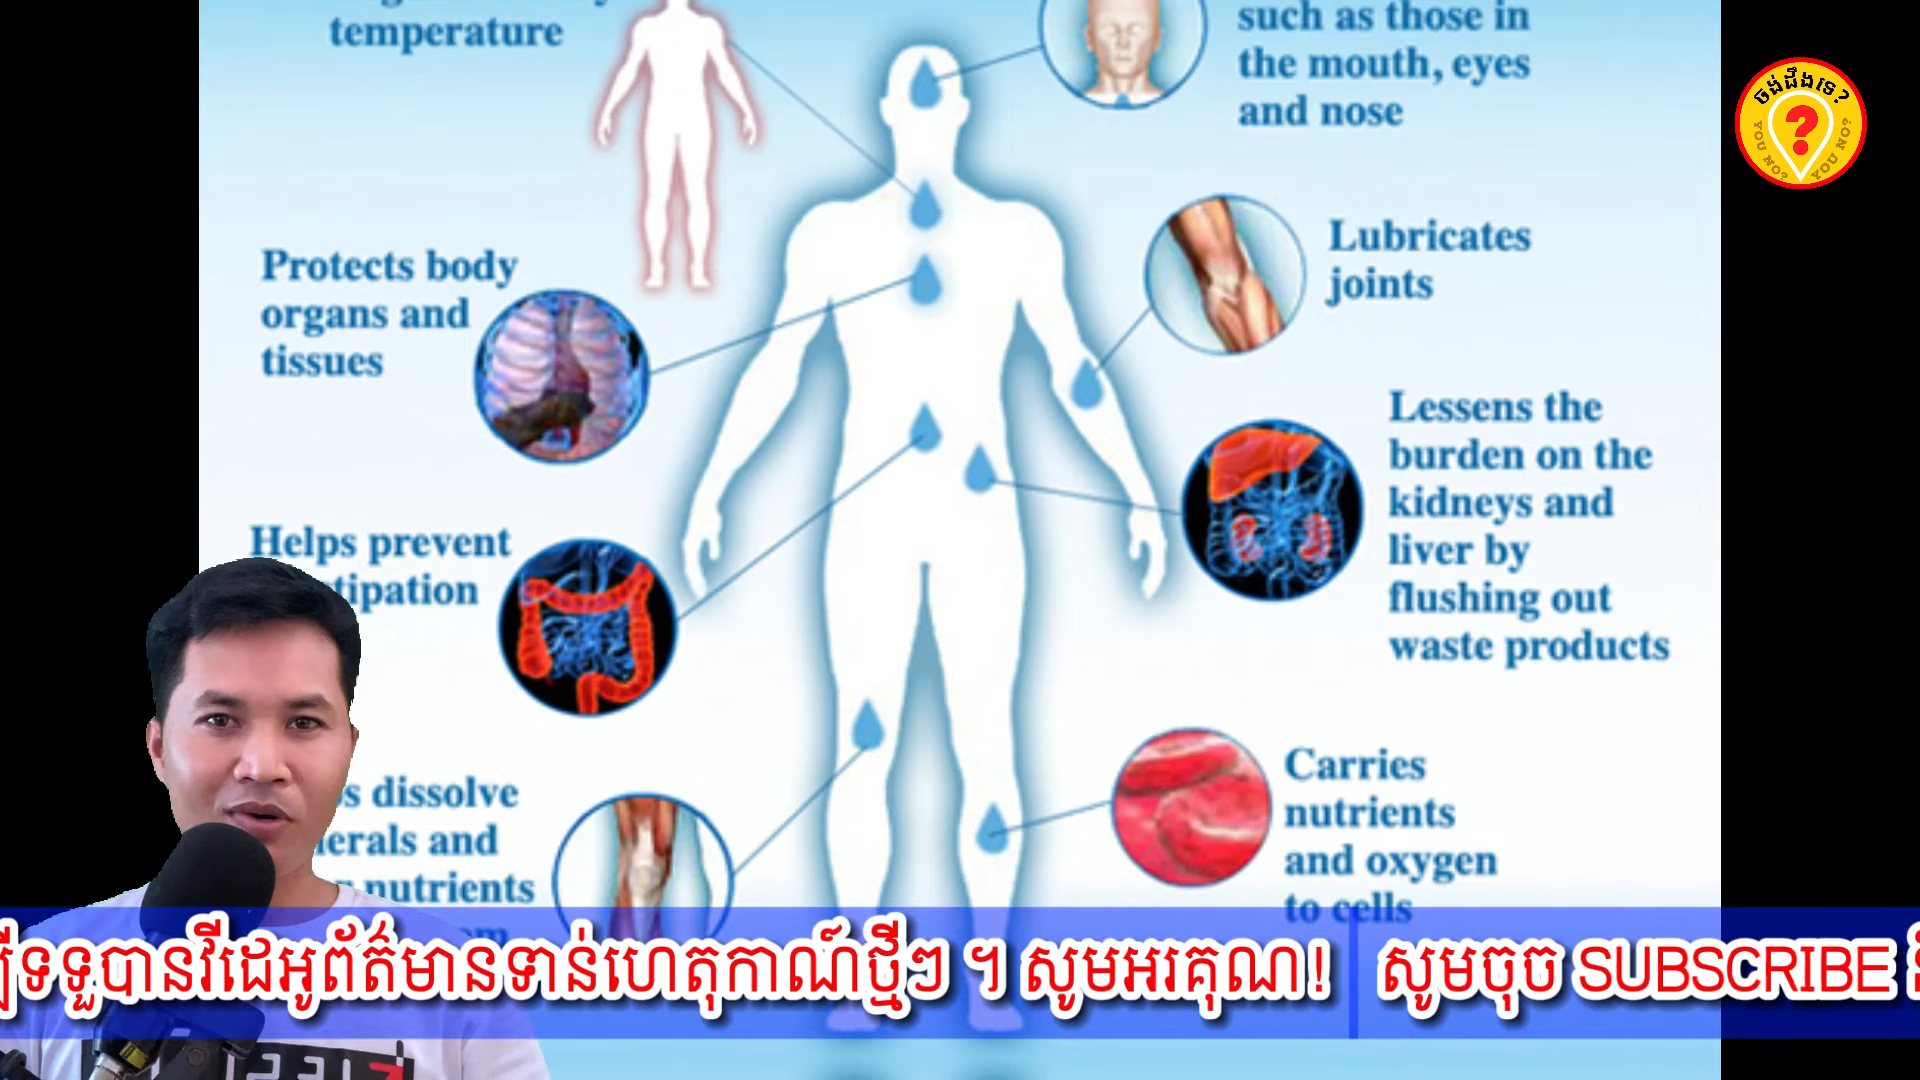 temperature
such as those in
the mouth, eyes
and nose
ចង់ដឹងទេ?
YOU NO?
YOU NO?
Protects body
organs and
tissues
Lubricates
joints
Lessens the
burden on the
kidneys and
liver by
flushing out
waste products
Helps prevent
Carries
nutrients
and oxygen
to cells
dissolve
and
nutrients
ទទួបានវីដេអូព័ត៌មានទាន់ហេតុកាណ៍ថ្មីៗ ។ សូមអរគុណ! សូមចុច SUBSCRIBE